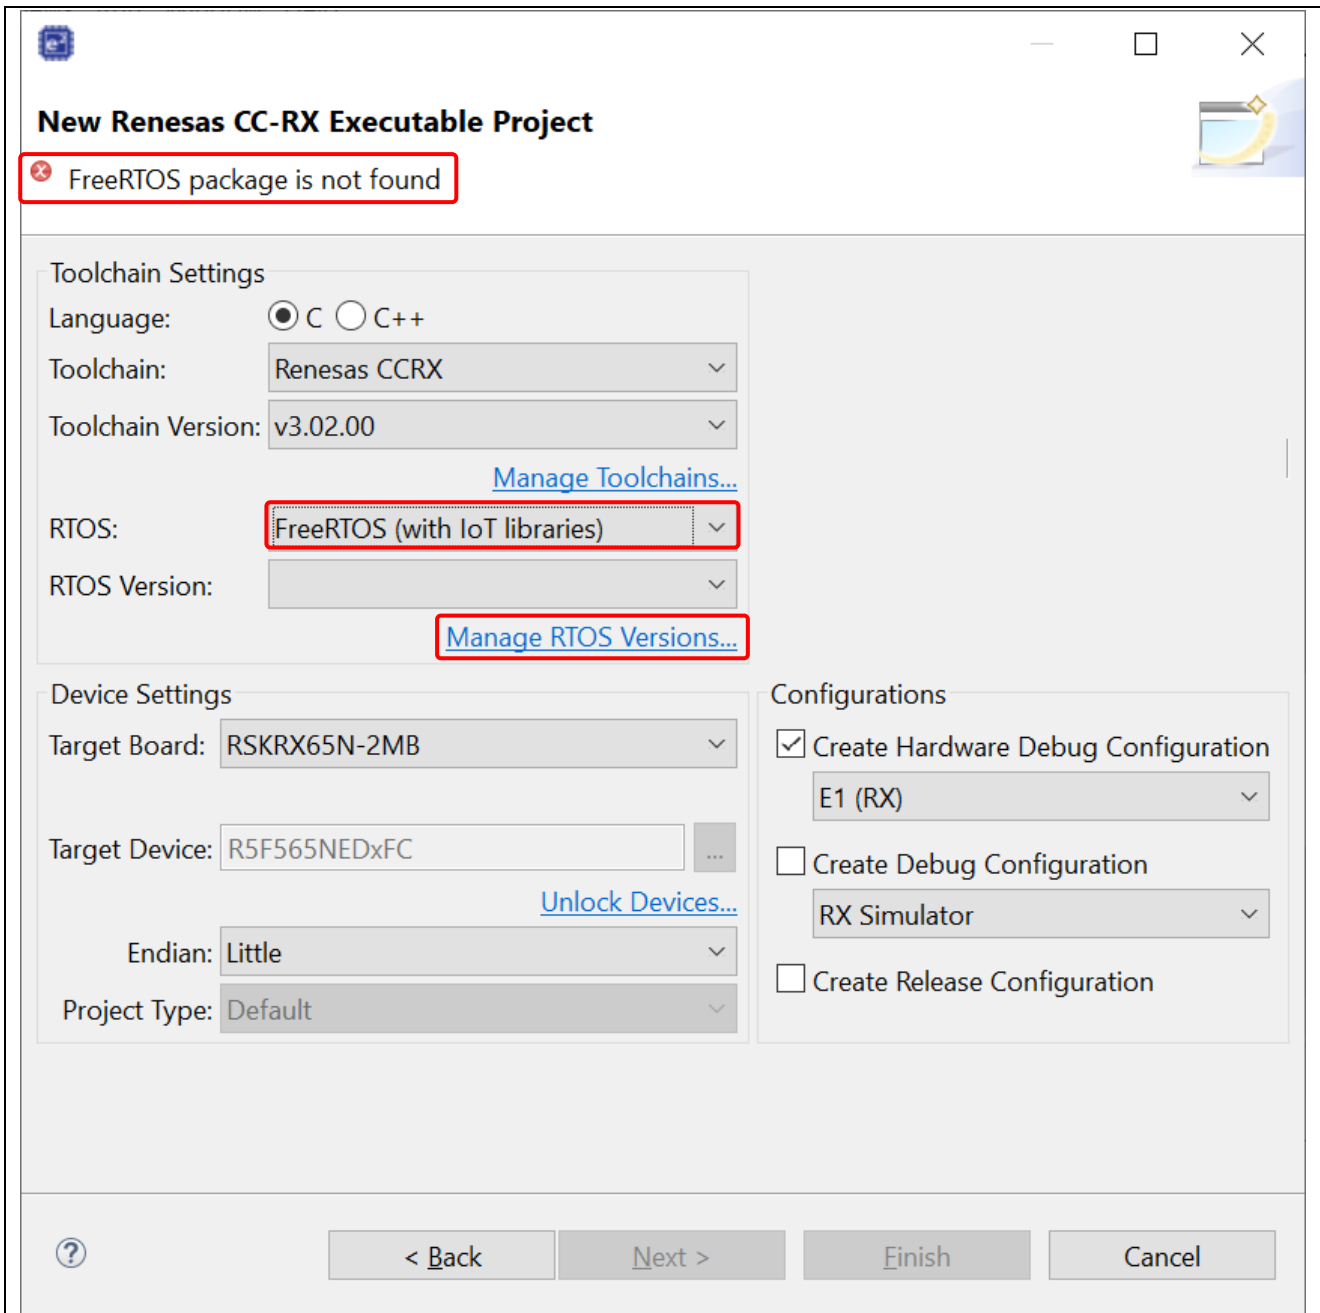 e²
New Renesas CC-RX Executable Project
FreeRTOS package is not found
Toolchain Settings
Language: C C++
Toolchain: Renesas CCRX
Toolchain Version: v3.02.00
Manage Toolchains...
RTOS: FreeRTOS (with IoT libraries)
RTOS Version:
Manage RTOS Versions...
Device Settings
Target Board: RSKRX65N-2MB
Target Device: R5F565NEDxFC ...
Unlock Devices...
Endian: Little
Project Type: Default
Configurations
Create Hardware Debug Configuration
E1 (RX)
Create Debug Configuration
RX Simulator
Create Release Configuration
? < Back Next > Finish Cancel